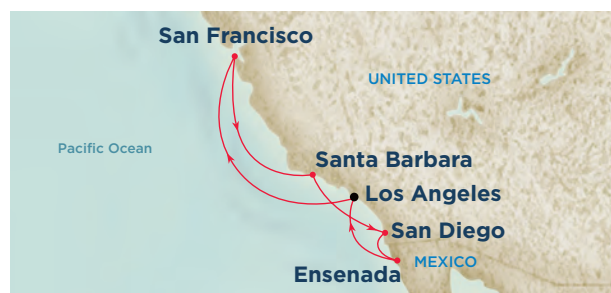 San Francisco
UNITED STATES
Pacific Ocean
Santa Barbara
Los Angeles
San Diego
MEXICO
Ensenada